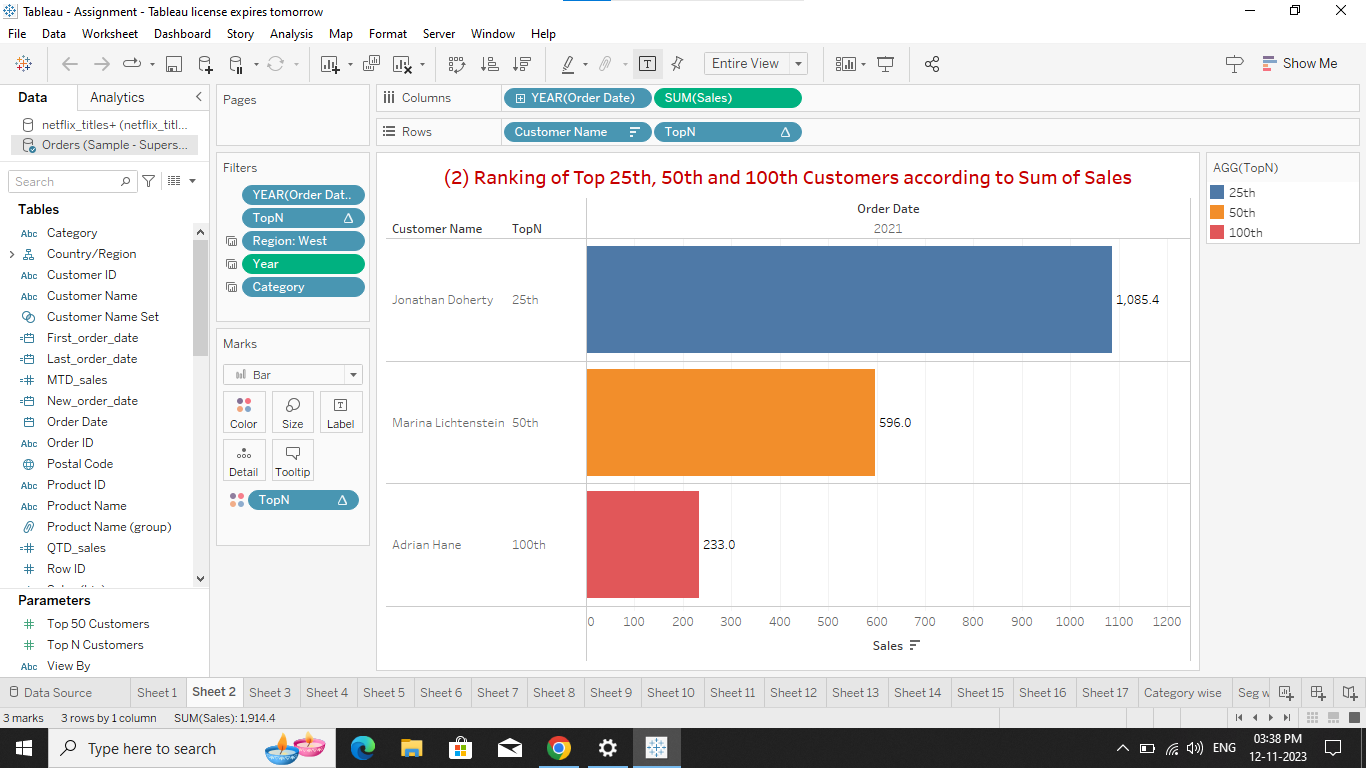 Tableau - Assignment - Tableau license expires tomorrow
File Data Worksheet Dashboard Story Analysis Map Format Server Window Help
Entire View
Show Me
Data Analytics
netflix_titles+ (netflix_titl...
Orders (Sample - Supers...
Search
Tables
Abc Category
Country/Region
Abc Customer ID
Abc Customer Name
Customer Name Set
First_order_date
Last_order_date
MTD_sales
New_order_date
Order Date
Abc Order ID
Postal Code
Abc Product ID
Abc Product Name
Product Name (group)
QTD_sales
Row ID
Parameters
Top 50 Customers
Top N Customers
Abc View By
Pages
Filters
YEAR(Order Dat..
TopN
Region: West
Year
Category
Marks
Bar
Color Size Label
Detail Tooltip
TopN
Columns YEAR(Order Date) SUM(Sales)
Rows Customer Name TopN
(2) Ranking of Top 25th, 50th and 100th Customers according to Sum of Sales
Order Date
Customer Name TopN 2021
Jonathan Doherty 25th 1,085.4
Marina Lichtenstein 50th 596.0
Adrian Hane 100th 233.0
0 100 200 300 400 500 600 700 800 900 1000 1100 1200
Sales
AGG(TopN)
25th
50th
100th
Data Source Sheet 1 Sheet 2 Sheet 3 Sheet 4 Sheet 5 Sheet 6 Sheet 7 Sheet 8 Sheet 9 Sheet 10 Sheet 11 Sheet 12 Sheet 13 Sheet 14 Sheet 15 Sheet 16 Sheet 17 Category wise Seg w
3 marks 3 rows by 1 column SUM(Sales): 1,914.4
Type here to search
ENG
03:38 PM
12-11-2023